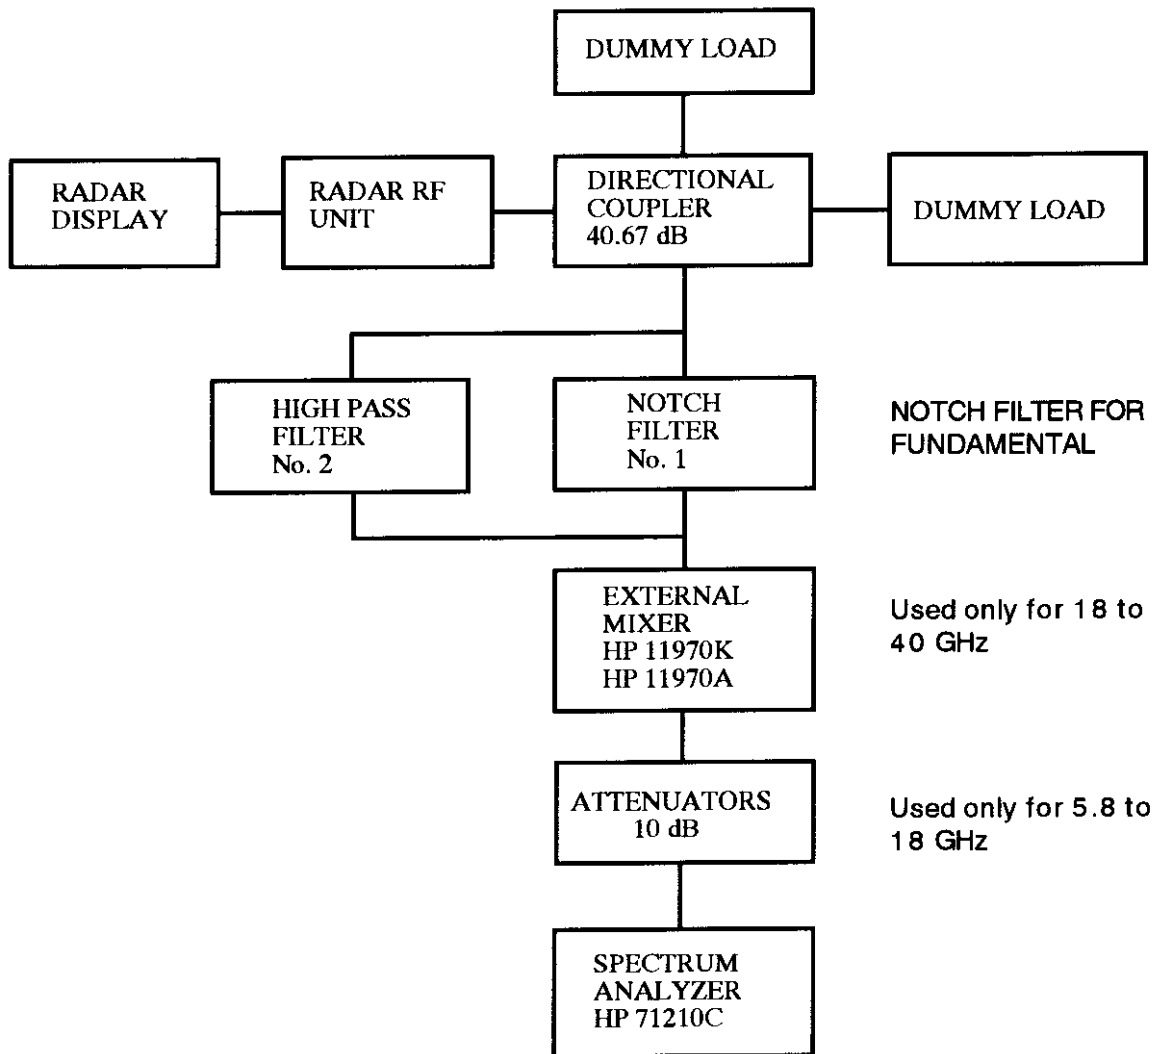 DUMMY LOAD
RADAR
DISPLAY
RADAR RF
UNIT
DIRECTIONAL
COUPLER
40.67 dB
DUMMY LOAD
HIGH PASS
FILTER
No. 2
NOTCH
FILTER
No. 1
NOTCH FILTER FOR
FUNDAMENTAL
EXTERNAL
MIXER
HP 11970K
HP 11970A
Used only for 18 to
40 GHz
ATTENUATORS
10 dB
Used only for 5.8 to
18 GHz
SPECTRUM
ANALYZER
HP 71210C